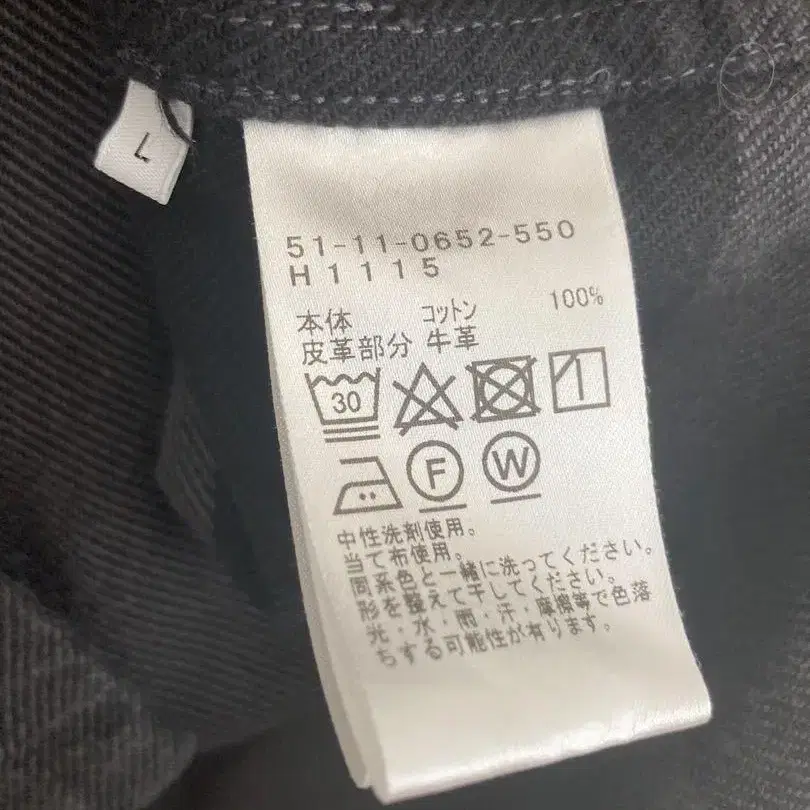 L
51-11-0652-550
H1115
本体 コットン 100%
皮革部分 牛革
30
F W
中性洗剤使用。
当て布使用。
同系色と一緒に洗ってください。
形を整えて干してください。
光・水・雨・汗・摩擦等で色落
ちする可能性が有ります。